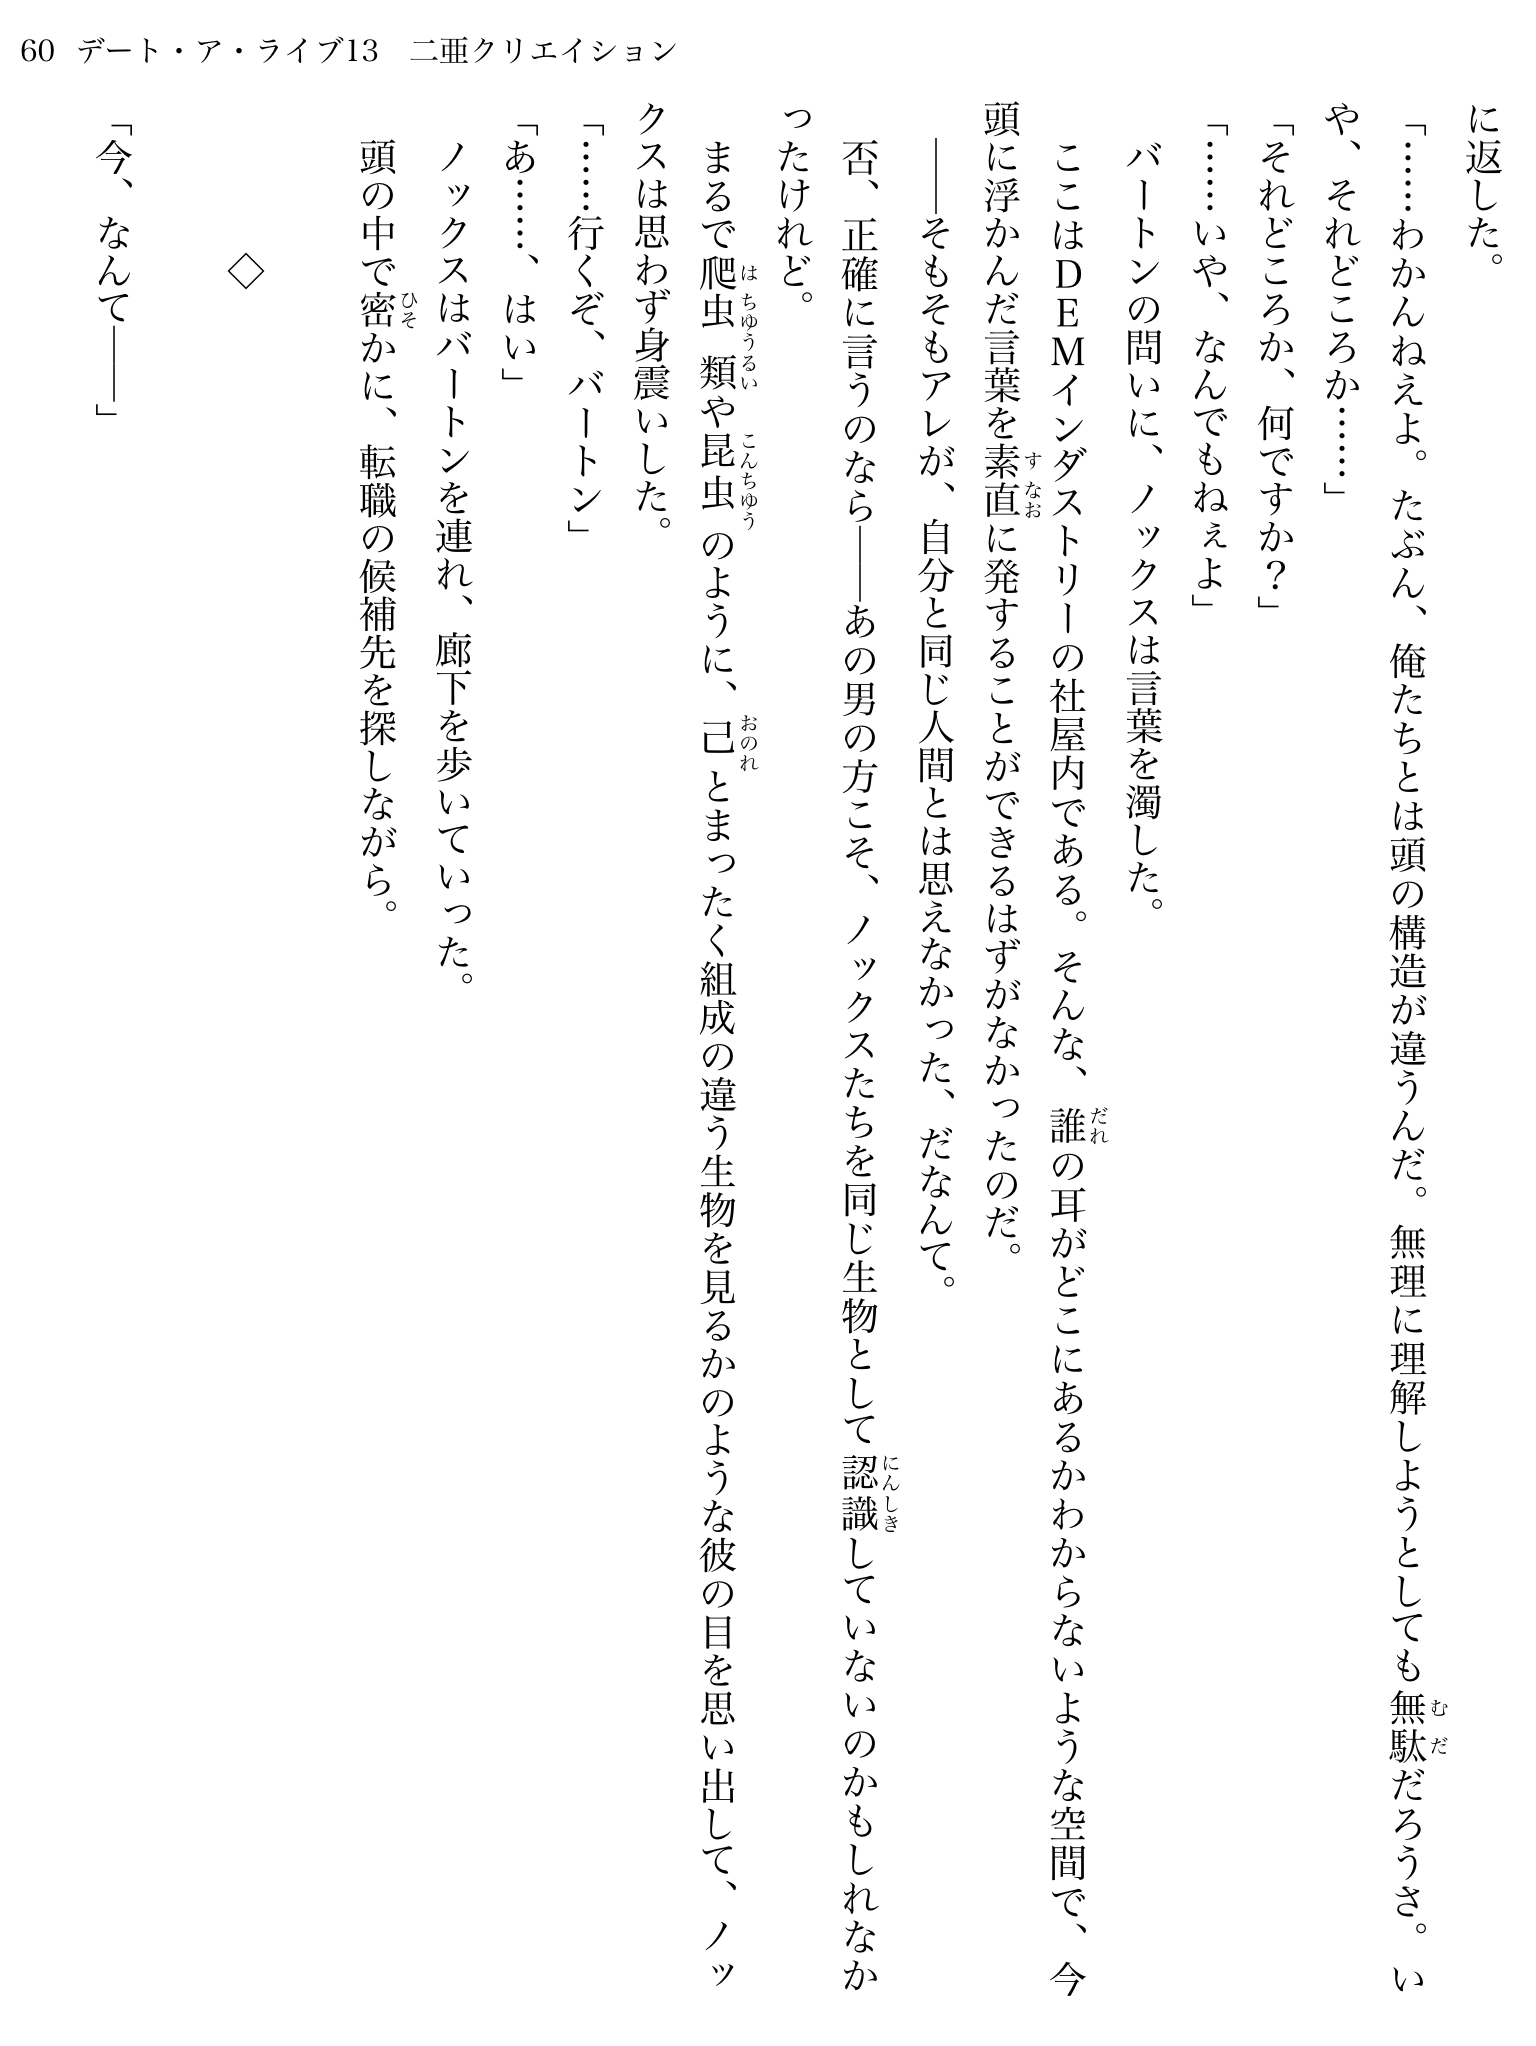 60 デート・ア・ライブ13　二亜クリエイション
に返した。
「……わかんねえよ。たぶん、俺たちとは頭の構造が違うんだ。無理に理解しようとしても無駄だろうさ。い
や、それどころか……」
「それどころか、何ですか？」
「……いや、なんでもねぇよ」
　バートンの問いに、ノックスは言葉を濁した。
　ここはＤＥＭインダストリーの社屋内である。そんな、誰の耳がどこにあるかわからないような空間で、今
頭に浮かんだ言葉を素直に発することができるはずがなかったのだ。
　――そもそもアレが、自分と同じ人間とは思えなかった、だなんて。
　否、正確に言うのなら――あの男の方こそ、ノックスたちを同じ生物として認識していないのかもしれなか
ったけれど。
　まるで爬虫類や昆虫のように、己とまったく組成の違う生物を見るかのような彼の目を思い出して、ノッ
クスは思わず身震いした。
「……行くぞ、バートン」
「あ……、はい」
　ノックスはバートンを連れ、廊下を歩いていった。
　頭の中で密かに、転職の候補先を探しながら。
◇
「今、なんて――」